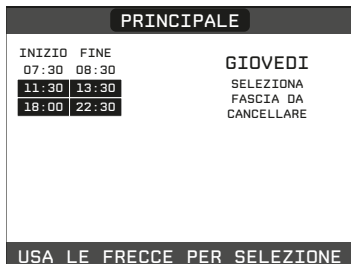 PRINCIPALE
INIZIO FINE
07:30 08:30
11:30 13:30
18:00 22:30
GIOVEDI
SELEZIONA
FASCIA DA
CANCELLARE
USA LE FRECCE PER SELEZIONE